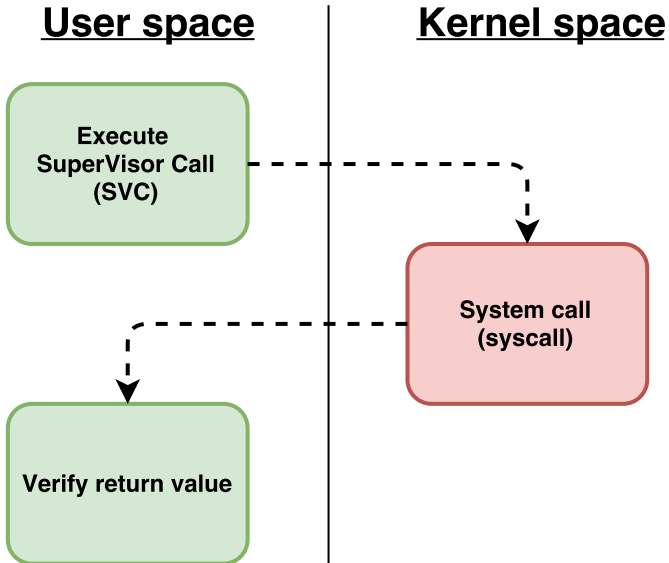 User space
Kernel space
Execute
SuperVisor Call
(SVC)
System call
(syscall)
Verify return value